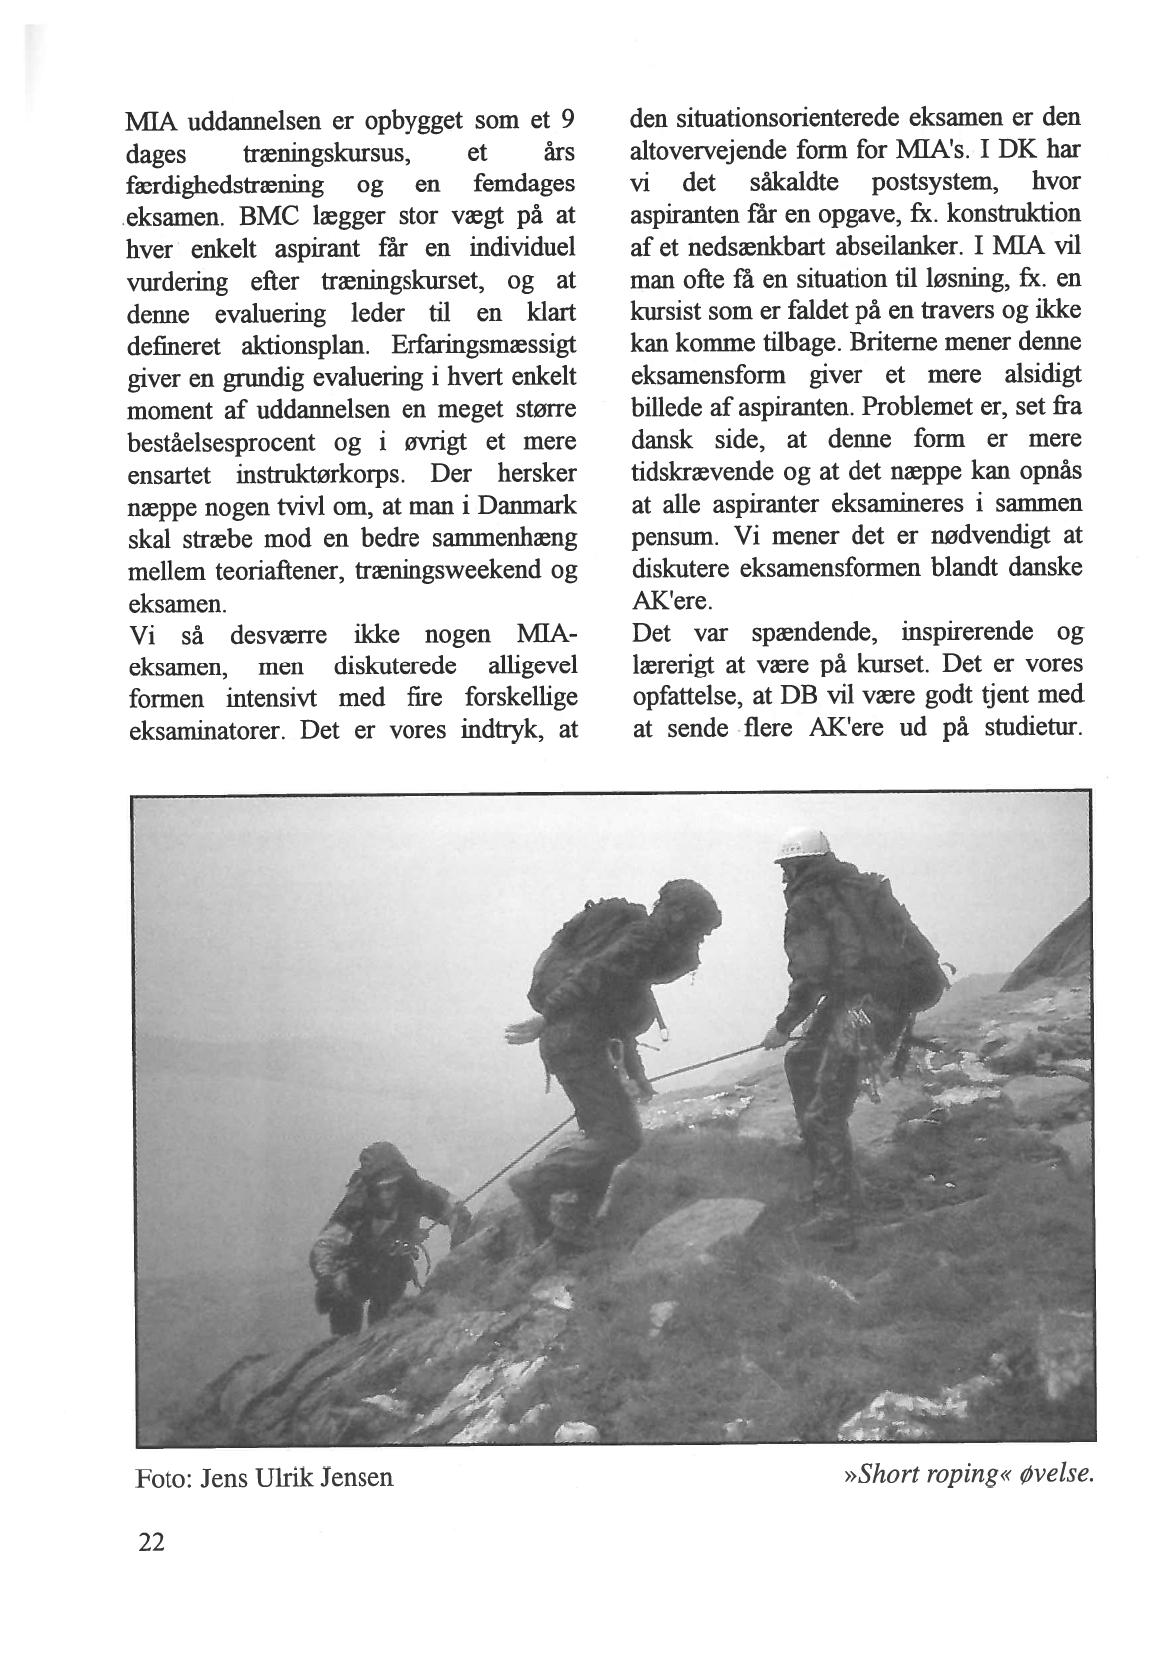 MIA uddannelsen er opbygget som et 9
dages træningskursus, et års
færdighedstræning og en femdages
eksamen. BMC lægger stor vægt på at
hver enkelt aspirant får en individuel
vurdering efter træningskurset, og at
denne evaluering leder til en klart
defineret aktionsplan. Erfaringsmæssigt
giver en grundig evaluering i hvert enkelt
moment af uddannelsen en meget større
beståelsesprocent og i øvrigt et mere
ensartet instruktørkorps. Der hersker
næppe nogen tvivl om, at man i Danmark
skal stræbe mod en bedre sammenhæng
mellem teoriaftener, træningsweekend og
eksamen.
Vi så desværre ikke nogen MIA-
eksamen, men diskuterede alligevel
formen intensivt med fire forskellige
eksaminatorer. Det er vores indtryk, at
den situationsorienterede eksamen er den
altovervejende form for MIA's. I DK har
vi det såkaldte postsystem, hvor
aspiranten får en opgave, fx. konstruktion
af et nedsænkbart abseilanker. I MIA vil
man ofte få en situation til løsning, fx. en
kursist som er faldet på en travers og ikke
kan komme tilbage. Briterne mener denne
eksamensform giver et mere alsidigt
billede af aspiranten. Problemet er, set fra
dansk side, at denne form er mere
tidskrævende og at det næppe kan opnås
at alle aspiranter eksamineres i sammen
pensum. Vi mener det er nødvendigt at
diskutere eksamensformen blandt danske
AK'ere.
Det var spændende, inspirerende og
lærerigt at være på kurset. Det er vores
opfattelse, at DB vil være godt tjent med
at sende flere AK'ere ud på studietur.
Foto: Jens Ulrik Jensen
»Short roping« øvelse.
22